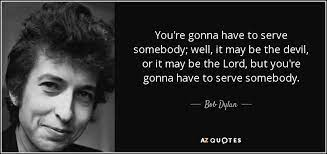 You're gonna have to serve
somebody; well, it may be the devil,
or it may be the Lord, but you're
gonna have to serve somebody.
Bob Dylan
AZ QUOTES